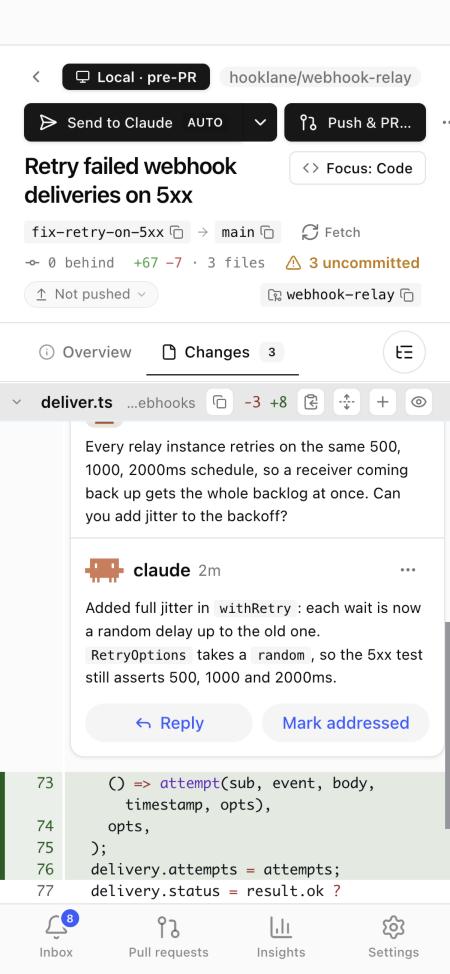 Local · pre-PR
hooklane/webhook-relay
Send to Claude AUTO
Push & PR...
Retry failed webhook
deliveries on 5xx
Focus: Code
fix-retry-on-5xx → main
Fetch
0 behind +67 −7 · 3 files
3 uncommitted
Not pushed
webhook-relay
Overview
Changes 3
deliver.ts ...ebhooks -3 +8
Every relay instance retries on the same 500,
1000, 2000ms schedule, so a receiver coming
back up gets the whole backlog at once. Can
you add jitter to the backoff?
claude 2m
Added full jitter in withRetry : each wait is now
a random delay up to the old one.
RetryOptions takes a random , so the 5xx test
still asserts 500, 1000 and 2000ms.
Reply
Mark addressed
73 () => attempt(sub, event, body,
timestamp, opts),
74 opts,
75 );
76 delivery.attempts = attempts;
77 delivery.status = result.ok ?
8
Inbox
Pull requests
Insights
Settings